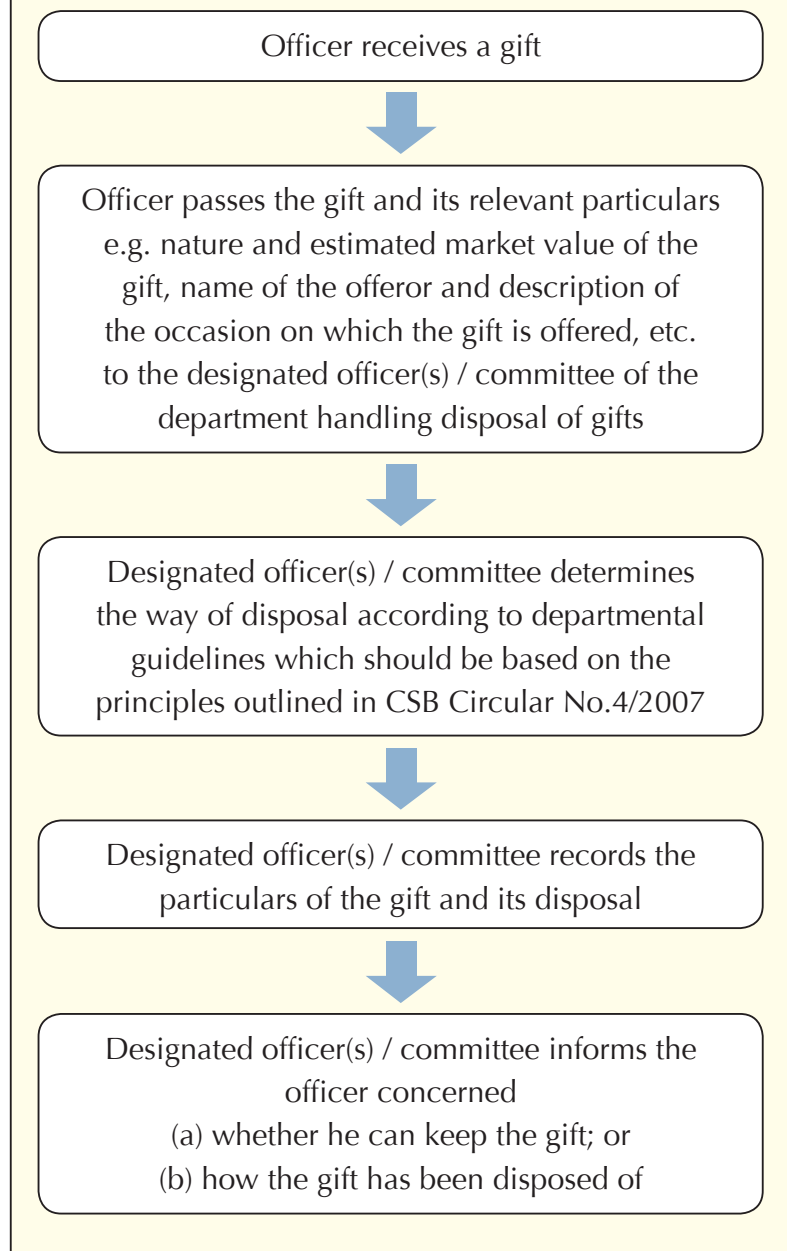 Officer receives a gift
Officer passes the gift and its relevant particulars
e.g. nature and estimated market value of the
gift, name of the offeror and description of
the occasion on which the gift is offered, etc.
to the designated officer(s) / committee of the
department handling disposal of gifts
Designated officer(s) / committee determines
the way of disposal according to departmental
guidelines which should be based on the
principles outlined in CSB Circular No.4/2007
Designated officer(s) / committee records the
particulars of the gift and its disposal
Designated officer(s) / committee informs the
officer concerned
(a) whether he can keep the gift; or
(b) how the gift has been disposed of